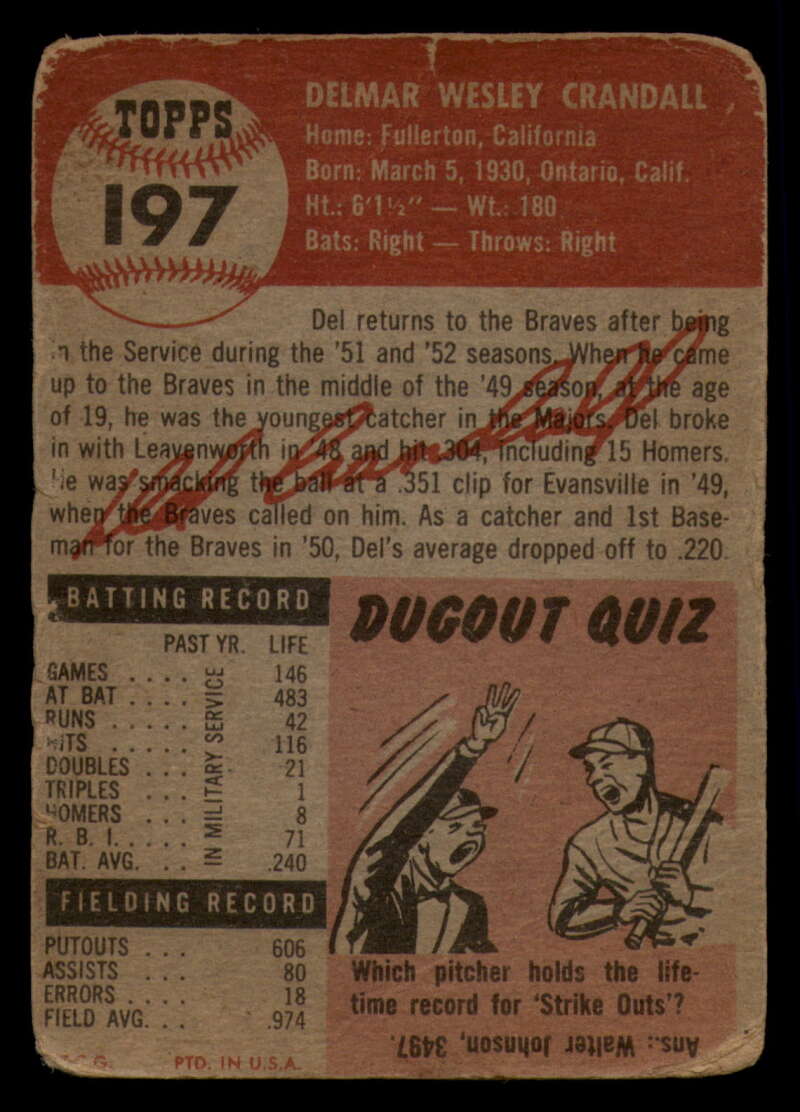 TOPPS
197
DELMAR WESLEY CRANDALL
Home: Fullerton, California
Born: March 5, 1930, Ontario, Calif.
Ht.: 6'1½" — Wt.: 180
Bats: Right — Throws: Right
Del returns to the Braves after being
in the Service during the '51 and '52 seasons. When he came
up to the Braves in the middle of the '49 season, at the age
of 19, he was the youngest catcher in the Majors. Del broke
in with Leavenworth in '48 and hit .304, including 15 Homers.
He was smacking the ball at a .351 clip for Evansville in '49,
when the Braves called on him. As a catcher and 1st Base-
man for the Braves in '50, Del's average dropped off to .220.
Del Crandall
BATTING RECORD
PAST YR. LIFE
GAMES .... 146
AT BAT .... 483
RUNS ..... 42
HITS ..... 116
DOUBLES ... 21
TRIPLES ... 1
HOMERS ... 8
R. B. I. .... 71
BAT. AVG. .. .240
IN MILITARY SERVICE
FIELDING RECORD
PUTOUTS ... 606
ASSISTS ... 80
ERRORS .... 18
FIELD AVG. .. .974
T.C.G. PTD. IN U.S.A.
DUGOUT QUIZ
Which pitcher holds the life-
time record for 'Strike Outs'?
Ans.: Walter Johnson, 3497.